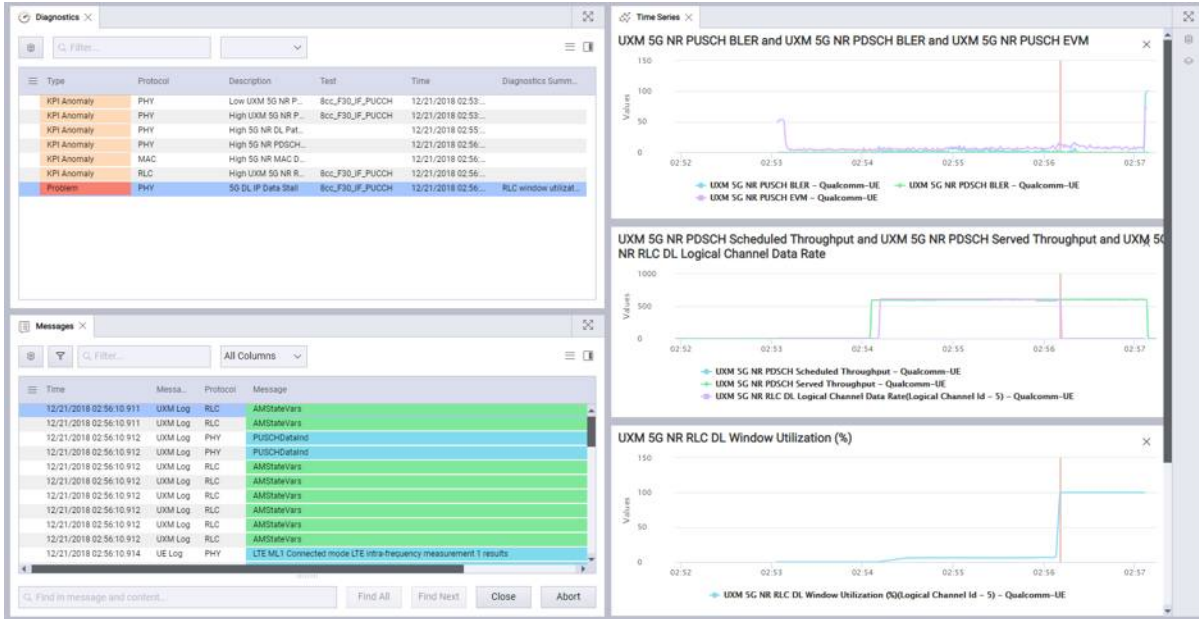 Diagnostics
Q Filter...
Type Protocol Description Test Time Diagnostics Summ...
KPI Anomaly PHY Low UXM 5G NR P... 8cc_F30_IF_PUCCH 12/21/2018 02:53:...
KPI Anomaly PHY High UXM 5G NR P... 8cc_F30_IF_PUCCH 12/21/2018 02:53:...
KPI Anomaly PHY High 5G NR DL Pat... 12/21/2018 02:55:...
KPI Anomaly PHY High 5G NR PDSCH... 12/21/2018 02:56:...
KPI Anomaly MAC High 5G NR MAC D... 12/21/2018 02:56:...
KPI Anomaly RLC High UXM 5G NR R... 8cc_F30_IF_PUCCH 12/21/2018 02:56:...
Problem PHY 5G DL IP Data Stall 8cc_F30_IF_PUCCH 12/21/2018 02:56:... RLC window utilizat...
Messages
Filter... All Columns
Time Messa... Protocol Message
12/21/2018 02:56:10.911 UXM Log RLC AMStateVars
12/21/2018 02:56:10.911 UXM Log RLC AMStateVars
12/21/2018 02:56:10.912 UXM Log PHY PUSCHDataInd
12/21/2018 02:56:10.912 UXM Log PHY PUSCHDataInd
12/21/2018 02:56:10.912 UXM Log RLC AMStateVars
12/21/2018 02:56:10.912 UXM Log RLC AMStateVars
12/21/2018 02:56:10.912 UXM Log RLC AMStateVars
12/21/2018 02:56:10.912 UXM Log RLC AMStateVars
12/21/2018 02:56:10.912 UXM Log RLC AMStateVars
12/21/2018 02:56:10.912 UXM Log RLC AMStateVars
12/21/2018 02:56:10.914 UE Log PHY LTE ML1 Connected mode LTE intra-frequency measurement 1 results
Find in message and content... Find All Find Next Close Abort
Time Series
UXM 5G NR PUSCH BLER and UXM 5G NR PDSCH BLER and UXM 5G NR PUSCH EVM
150
100
50
0
Values
02:52 02:53 02:54 02:55 02:56 02:57
UXM 5G NR PUSCH BLER - Qualcomm-UE UXM 5G NR PDSCH BLER - Qualcomm-UE
UXM 5G NR PUSCH EVM - Qualcomm-UE
UXM 5G NR PDSCH Scheduled Throughput and UXM 5G NR PDSCH Served Throughput and UXM 5G
NR RLC DL Logical Channel Data Rate
1000
500
0
Values
02:52 02:53 02:54 02:55 02:56 02:57
UXM 5G NR PDSCH Scheduled Throughput - Qualcomm-UE
UXM 5G NR PDSCH Served Throughput - Qualcomm-UE
UXM 5G NR RLC DL Logical Channel Data Rate(Logical Channel Id - 5) - Qualcomm-UE
UXM 5G NR RLC DL Window Utilization (%)
150
100
50
0
Values
02:52 02:53 02:54 02:55 02:56 02:57
UXM 5G NR RLC DL Window Utilization (%)(Logical Channel Id - 5) - Qualcomm-UE